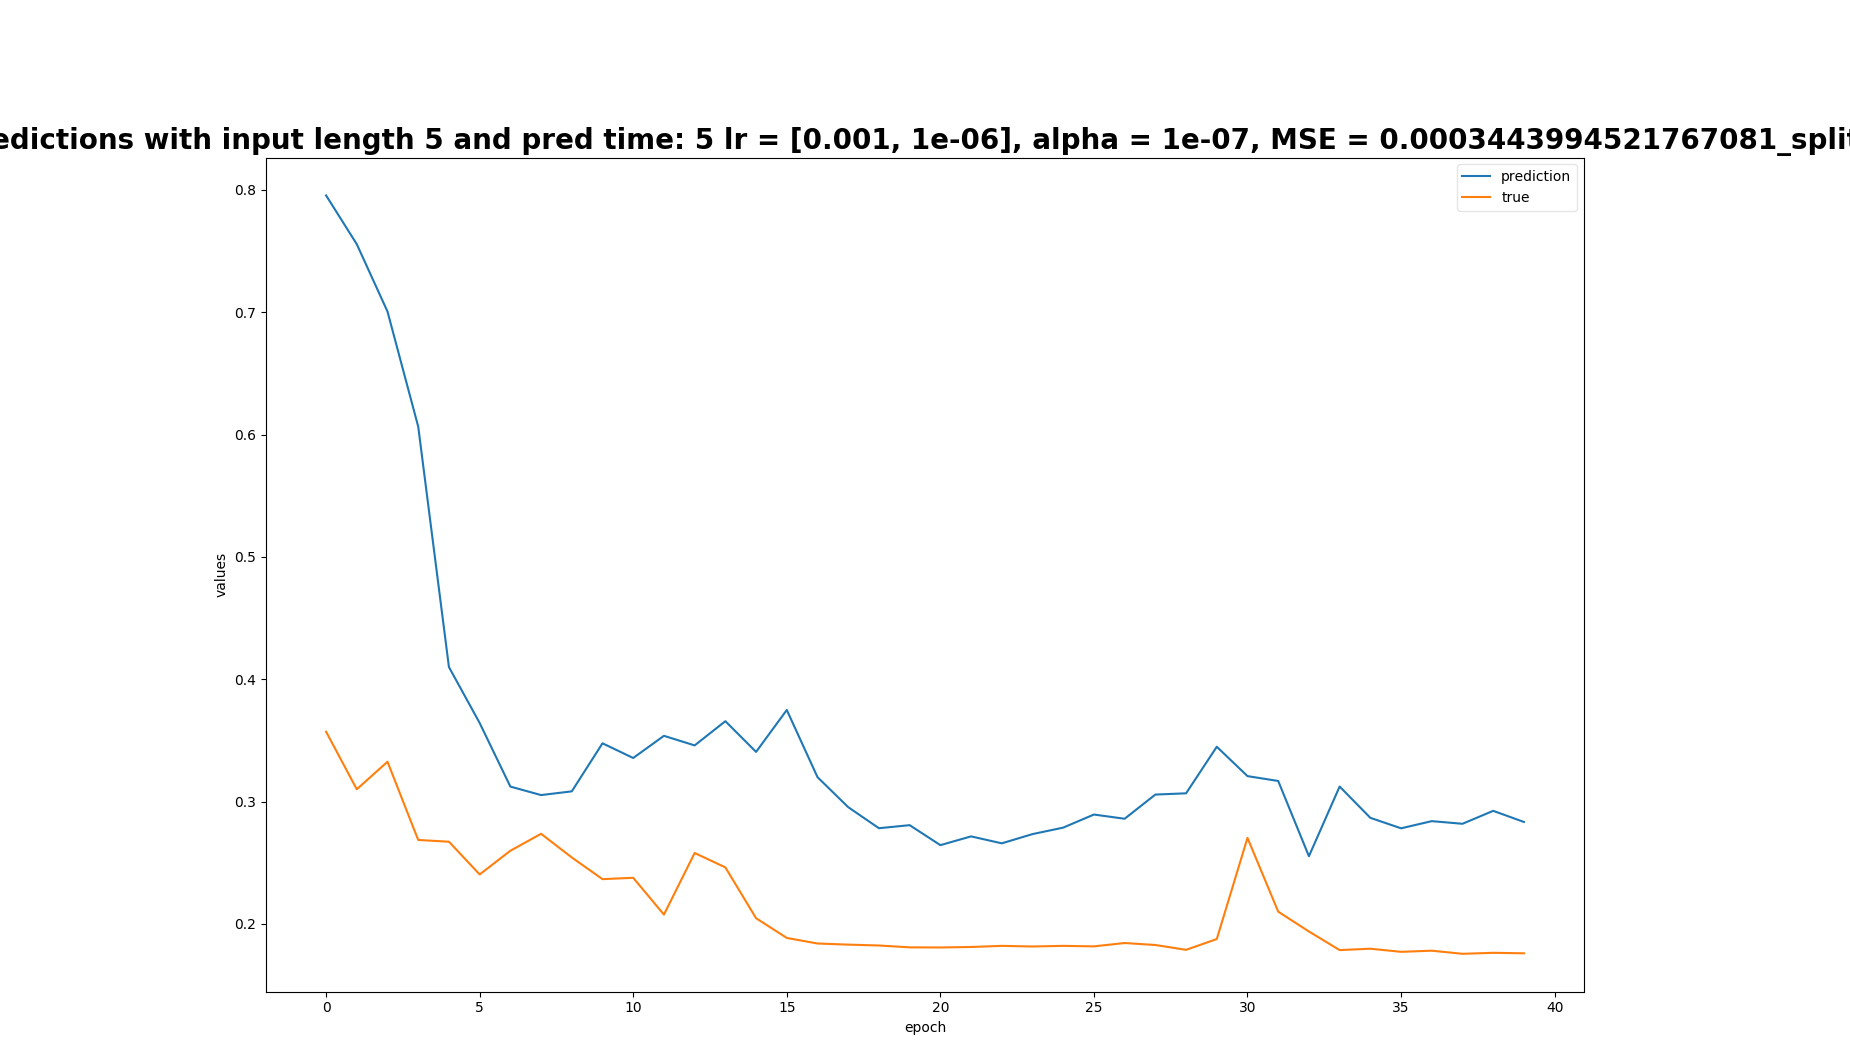 edictions with input length 5 and pred time: 5 lr = [0.001, 1e-06], alpha = 1e-07, MSE = 0.0003443994521767081_split
prediction
true
0.8
0.7
0.6
0.5
0.4
0.3
0.2
values
0 5 10 15 20 25 30 35 40
epoch